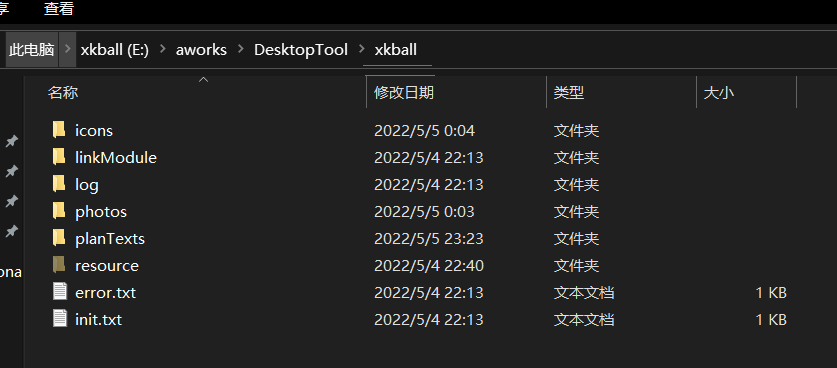 享 查看
此电脑 xkball (E:) aworks DesktopTool xkball
名称 修改日期 类型 大小
icons 2022/5/5 0:04 文件夹
linkModule 2022/5/4 22:13 文件夹
log 2022/5/4 22:13 文件夹
photos 2022/5/5 0:03 文件夹
planTexts 2022/5/5 23:23 文件夹
resource 2022/5/4 22:40 文件夹
ona
error.txt 2022/5/4 22:13 文本文档 1 KB
init.txt 2022/5/4 22:13 文本文档 1 KB